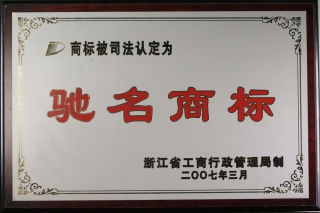 商标被司法认定为
驰名商标
浙江省工商行政管理局制
二〇〇七年三月